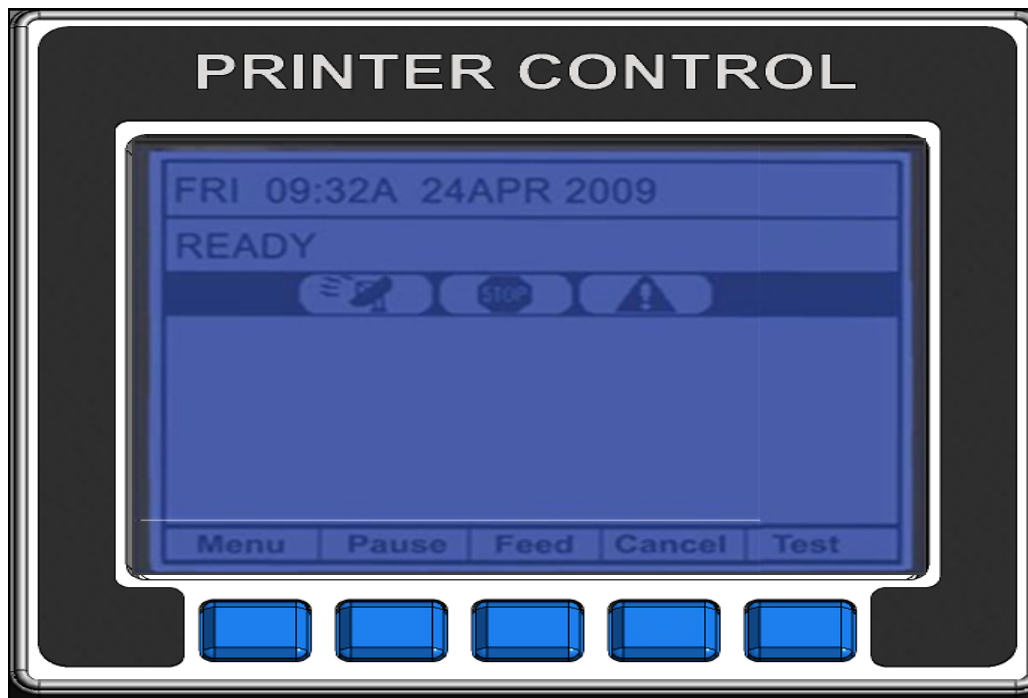 PRINTER CONTROL
FRI 09:32A 24APR 2009
READY
STOP
Menu Pause Feed Cancel Test